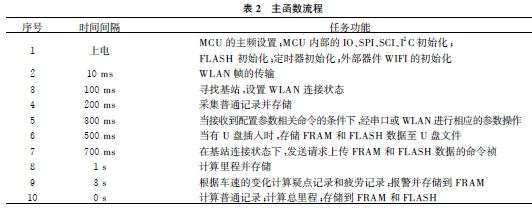 表 2 主函数流程
序号 时间间隔 任务功能
1 上电 MCU 的主频设置;MCU 内部的 IO、SPI、SCI、I²C 初始化;
FLASH 初始化;定时器初始化;外部器件 WIFI 的初始化
2 10 ms WLAN 帧的传输
3 100 ms 寻找基站,设置 WLAN 连接状态
4 200 ms 采集普通记录并存储
5 300 ms 当接收到配置参数相关命令的条件下,经串口或 WLAN 进行相应的参数操作
6 500 ms 当有 U 盘插入时,存储 FRAM 和 FLASH 数据至 U 盘文件
7 700 ms 在基站连接状态下,发送请求上传 FRAM 和 FLASH 数据的命令帧
8 1 s 计算里程并存储
9 8 s 根据车速的变化计算疑点记录和疲劳记录,报警并存储到 FRAM
10 0 s 计算普通记录;计算总里程,存储到 FRAM 和 FLASH